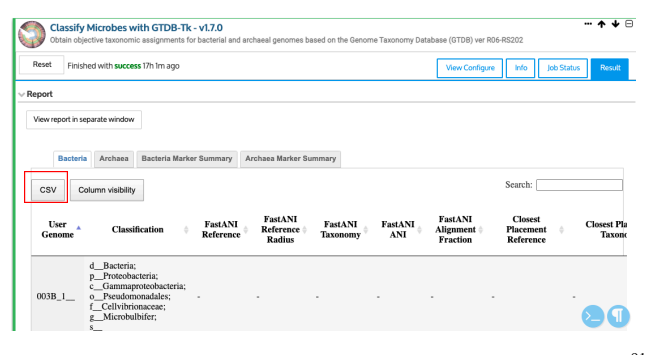 Classify Microbes with GTDB-Tk - v1.7.0
Obtain objective taxonomic assignments for bacterial and archaeal genomes based on the Genome Taxonomy Database (GTDB) ver R06-RS202
Reset Finished with success 17h 1m ago View Configure Info Job Status Result
Report
View report in separate window
Bacteria Archaea Bacteria Marker Summary Archaea Marker Summary
CSV Column visibility Search:
User Genome Classification FastANI Reference FastANI Reference Radius FastANI Taxonomy FastANI ANI FastANI Alignment Fraction Closest Placement Reference Closest Pla Taxono
d__Bacteria;
p__Proteobacteria;
c__Gammaproteobacteria;
003B_1__ o__Pseudomonadales; - - - - - - -
f__Cellvibrionaceae;
g__Microbulbifer;
s__